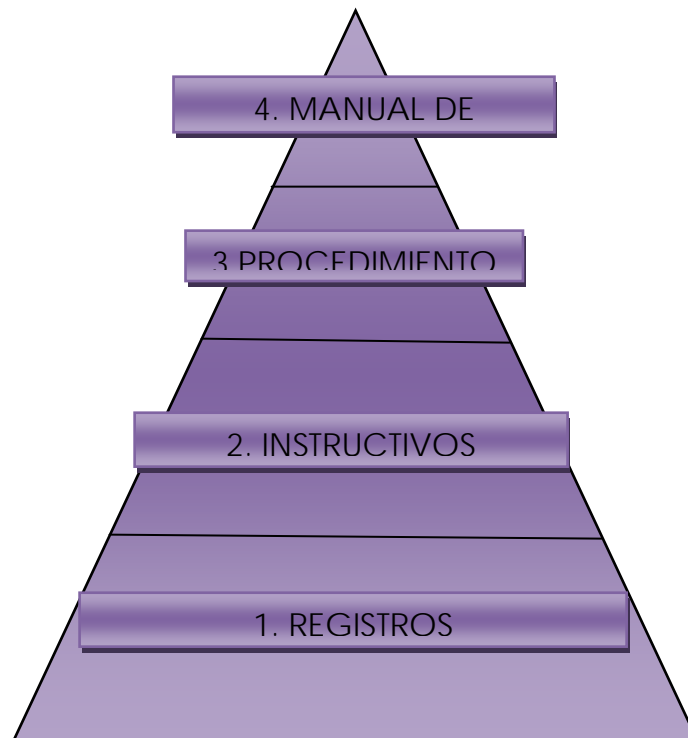 4. MANUAL DE
3 PROCEDIMIENTO
2. INSTRUCTIVOS
1. REGISTROS